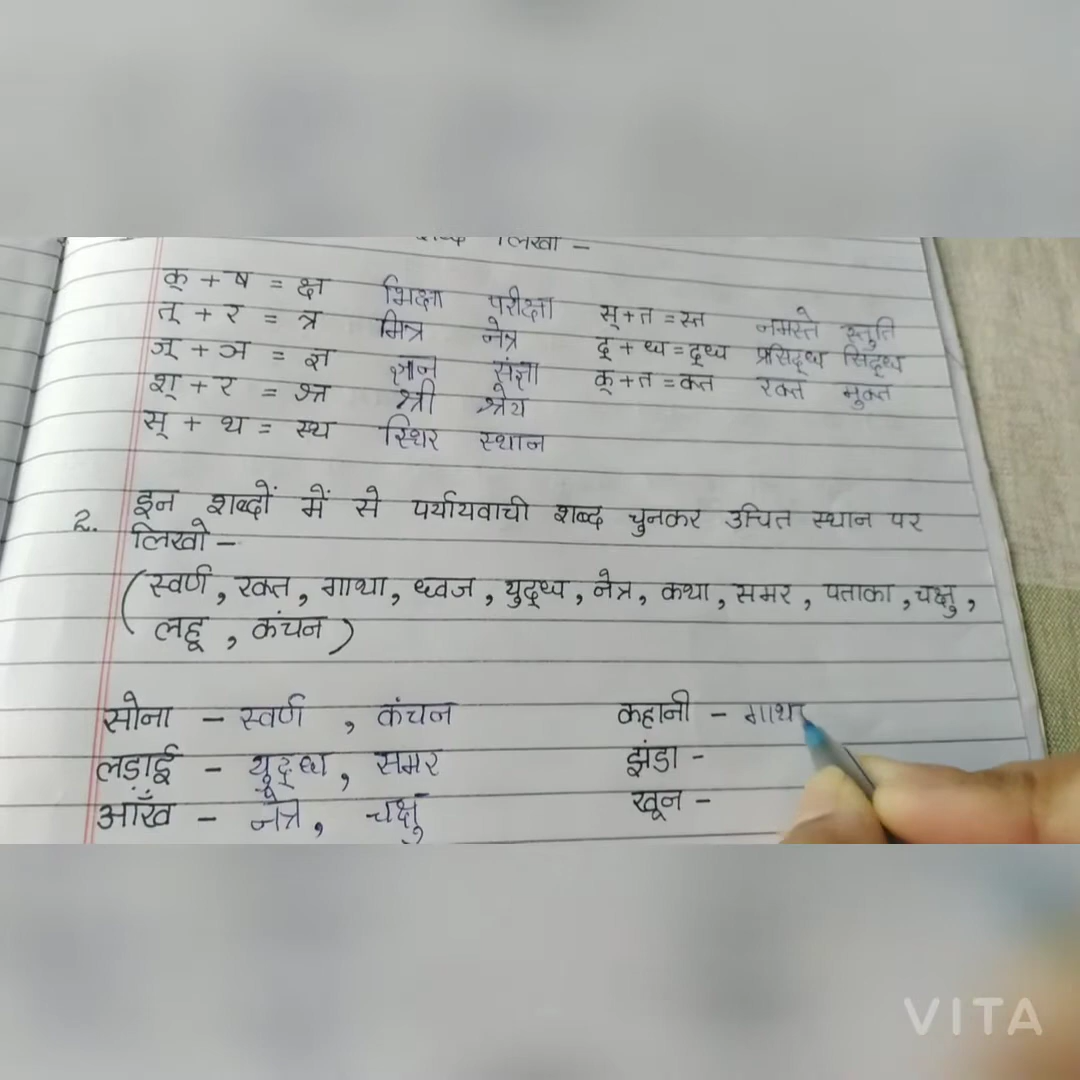 लिखो -
क् + ष = क्ष भिक्षा परीक्षा स् + त = स्त नमस्ते स्तुति
त् + र = त्र मित्र नेत्र द् + ध्य = द्ध्य प्रसिद्ध्य सिद्ध्य
ज् + ञ = ज्ञ ज्ञान संज्ञा क् + त = क्त रक्त मुक्त
श् + र = श्र श्री श्रेय
स् + थ = स्थ स्थिर स्थान
2. इन शब्दों में से पर्यायवाची शब्द चुनकर उचित स्थान पर
लिखो -
(स्वर्ण, रक्त, गाथा, ध्वज, युद्ध्य, नेत्र, कथा, समर, पताका, चक्षु,
लहू, कंचन)
सोना - स्वर्ण, कंचन कहानी - गाथा
लड़ाई - युद्ध्य, समर झंडा -
आँख - नेत्र, चक्षु खून -
VITA